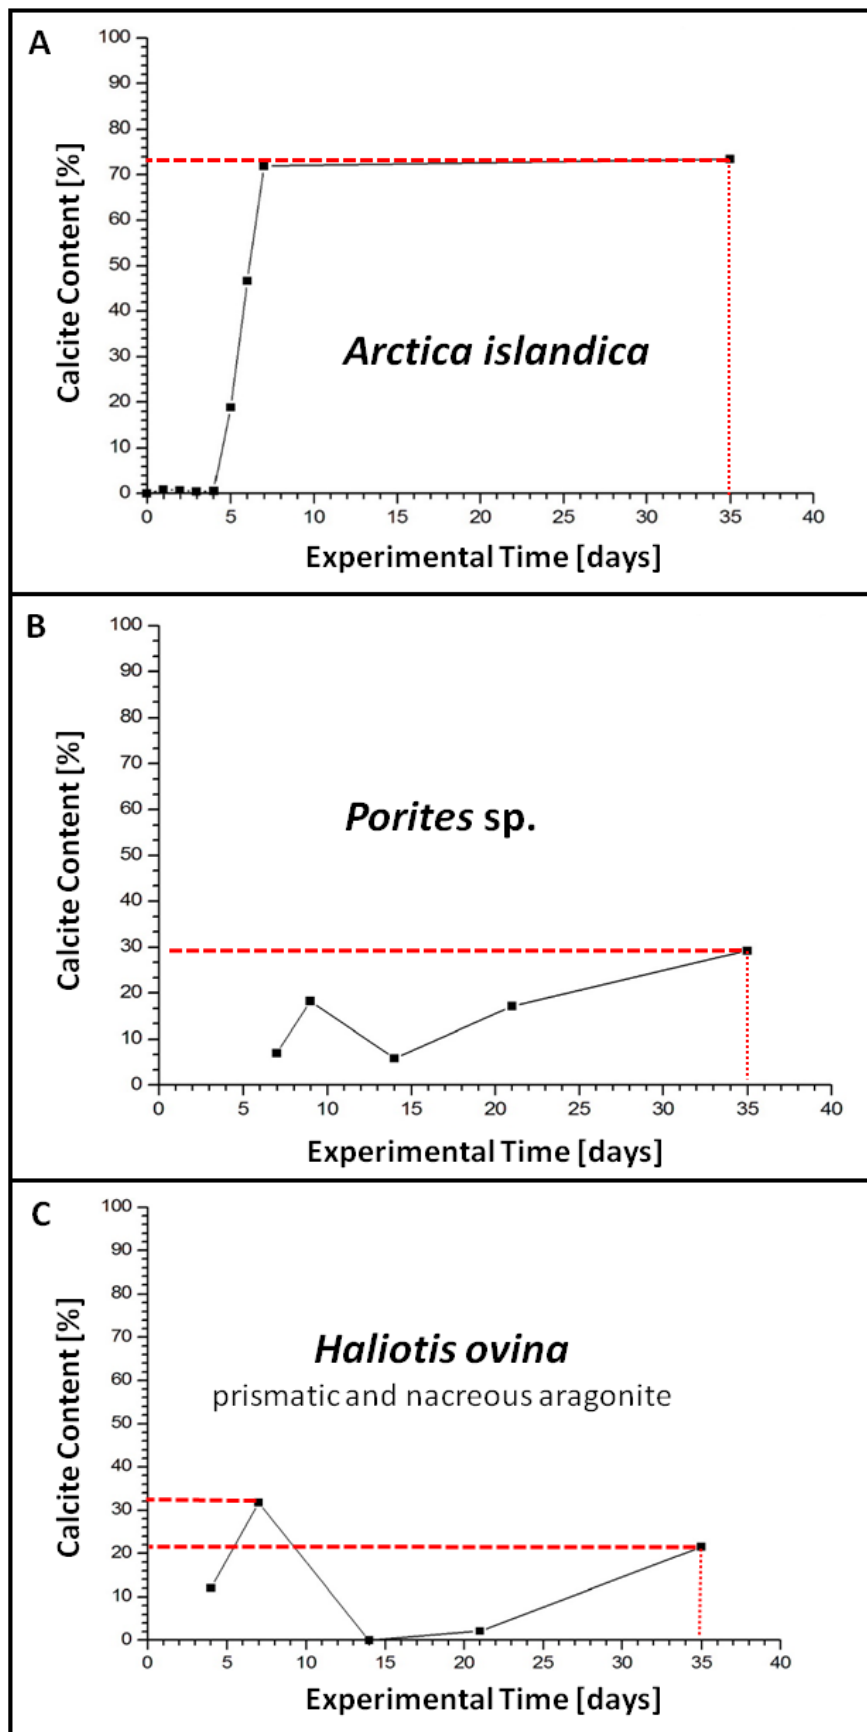 A
100
90
80
70
60
50
40
30
20
10
0
Calcite Content [%]
Arctica islandica
0 5 10 15 20 25 30 35 40
Experimental Time [days]
B
100
90
80
70
60
50
40
30
20
10
0
Calcite Content [%]
Porites sp.
0 5 10 15 20 25 30 35 40
Experimental Time [days]
C
100
90
80
70
60
50
40
30
20
10
0
Calcite Content [%]
Haliotis ovina
prismatic and nacreous aragonite
0 5 10 15 20 25 30 35 40
Experimental Time [days]